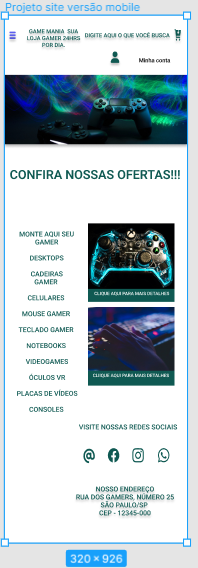 Projeto site versão mobile
GAME MANIA SUA
LOJA GAMER 24HRS
POR DIA.
DIGITE AQUI O QUE VOCÊ BUSCA
Minha conta
CONFIRA NOSSAS OFERTAS!!!
MONTE AQUI SEU
GAMER
DESKTOPS
CADEIRAS
GAMER
CELULARES
MOUSE GAMER
TECLADO GAMER
NOTEBOOKS
VIDEOGAMES
ÓCULOS VR
PLACAS DE VÍDEOS
CONSOLES
CLIQUE AQUI PARA MAIS DETALHES
CLIQUE AQUI PARA MAIS DETALHES
VISITE NOSSAS REDES SOCIAIS
NOSSO ENDEREÇO
RUA DOS GAMERS, NÚMERO 25
SÃO PAULO/SP
CEP - 12345-000
320 × 926